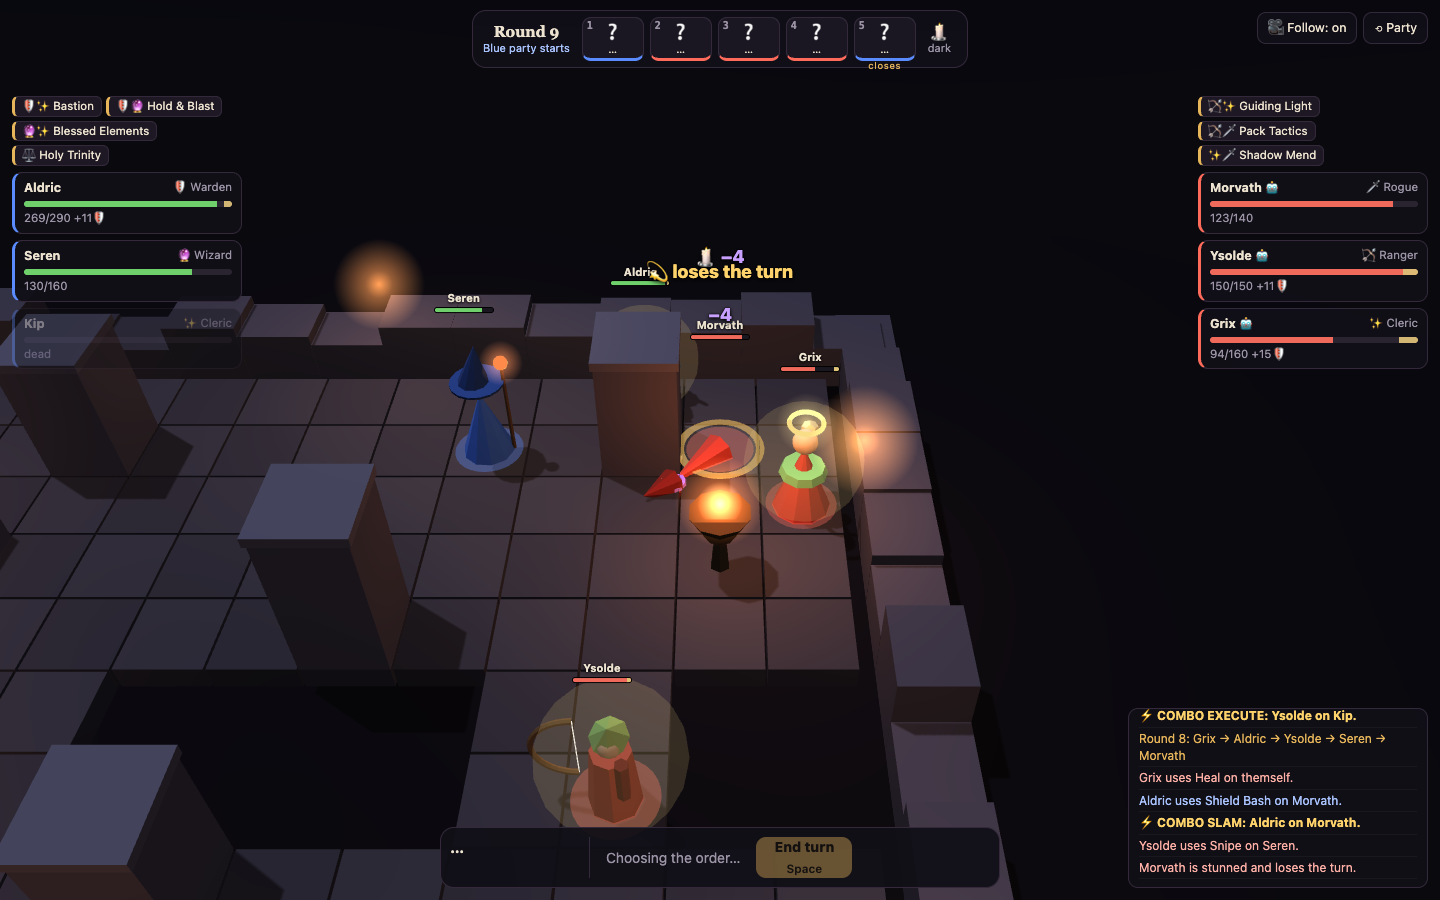 Round 9
Blue party starts
1 ? ...
2 ? ...
3 ? ...
4 ? ...
5 ? ...
closes
dark
Follow: on
Party
Bastion
Hold & Blast
Blessed Elements
Holy Trinity
Aldric
Warden
269/290 +11
Seren
Wizard
130/160
Kip
Cleric
dead
Guiding Light
Pack Tactics
Shadow Mend
Morvath
Rogue
123/140
Ysolde
Ranger
150/150 +11
Grix
Cleric
94/160 +15
−4
Aldric
loses the turn
Seren
−4
Morvath
Grix
Ysolde
...
Choosing the order...
End turn
Space
COMBO EXECUTE: Ysolde on Kip.
Round 8: Grix → Aldric → Ysolde → Seren →
Morvath
Grix uses Heal on themself.
Aldric uses Shield Bash on Morvath.
COMBO SLAM: Aldric on Morvath.
Ysolde uses Snipe on Seren.
Morvath is stunned and loses the turn.